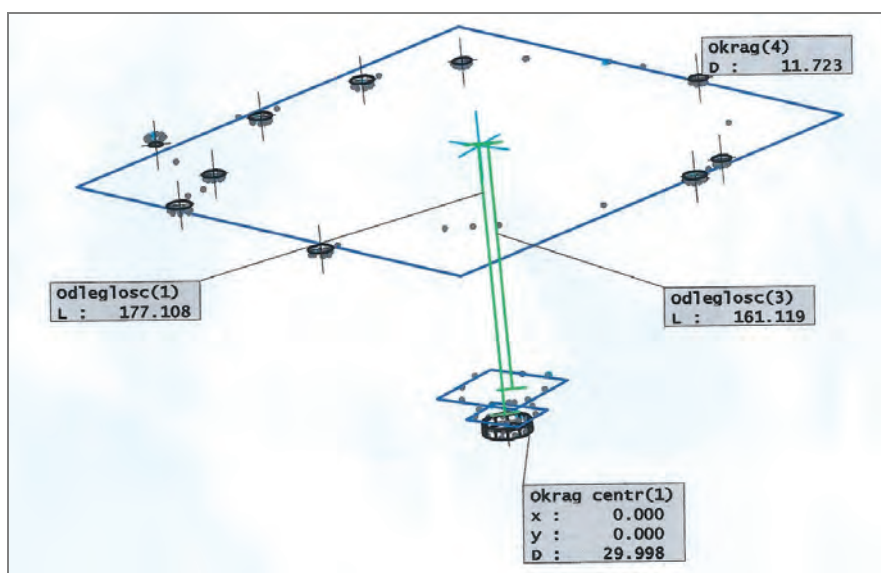 Okrag(4)
D : 11.723
Odleglosc(1)
L : 177.108
Odleglosc(3)
L : 161.119
Okrag centr(1)
x : 0.000
y : 0.000
D : 29.998